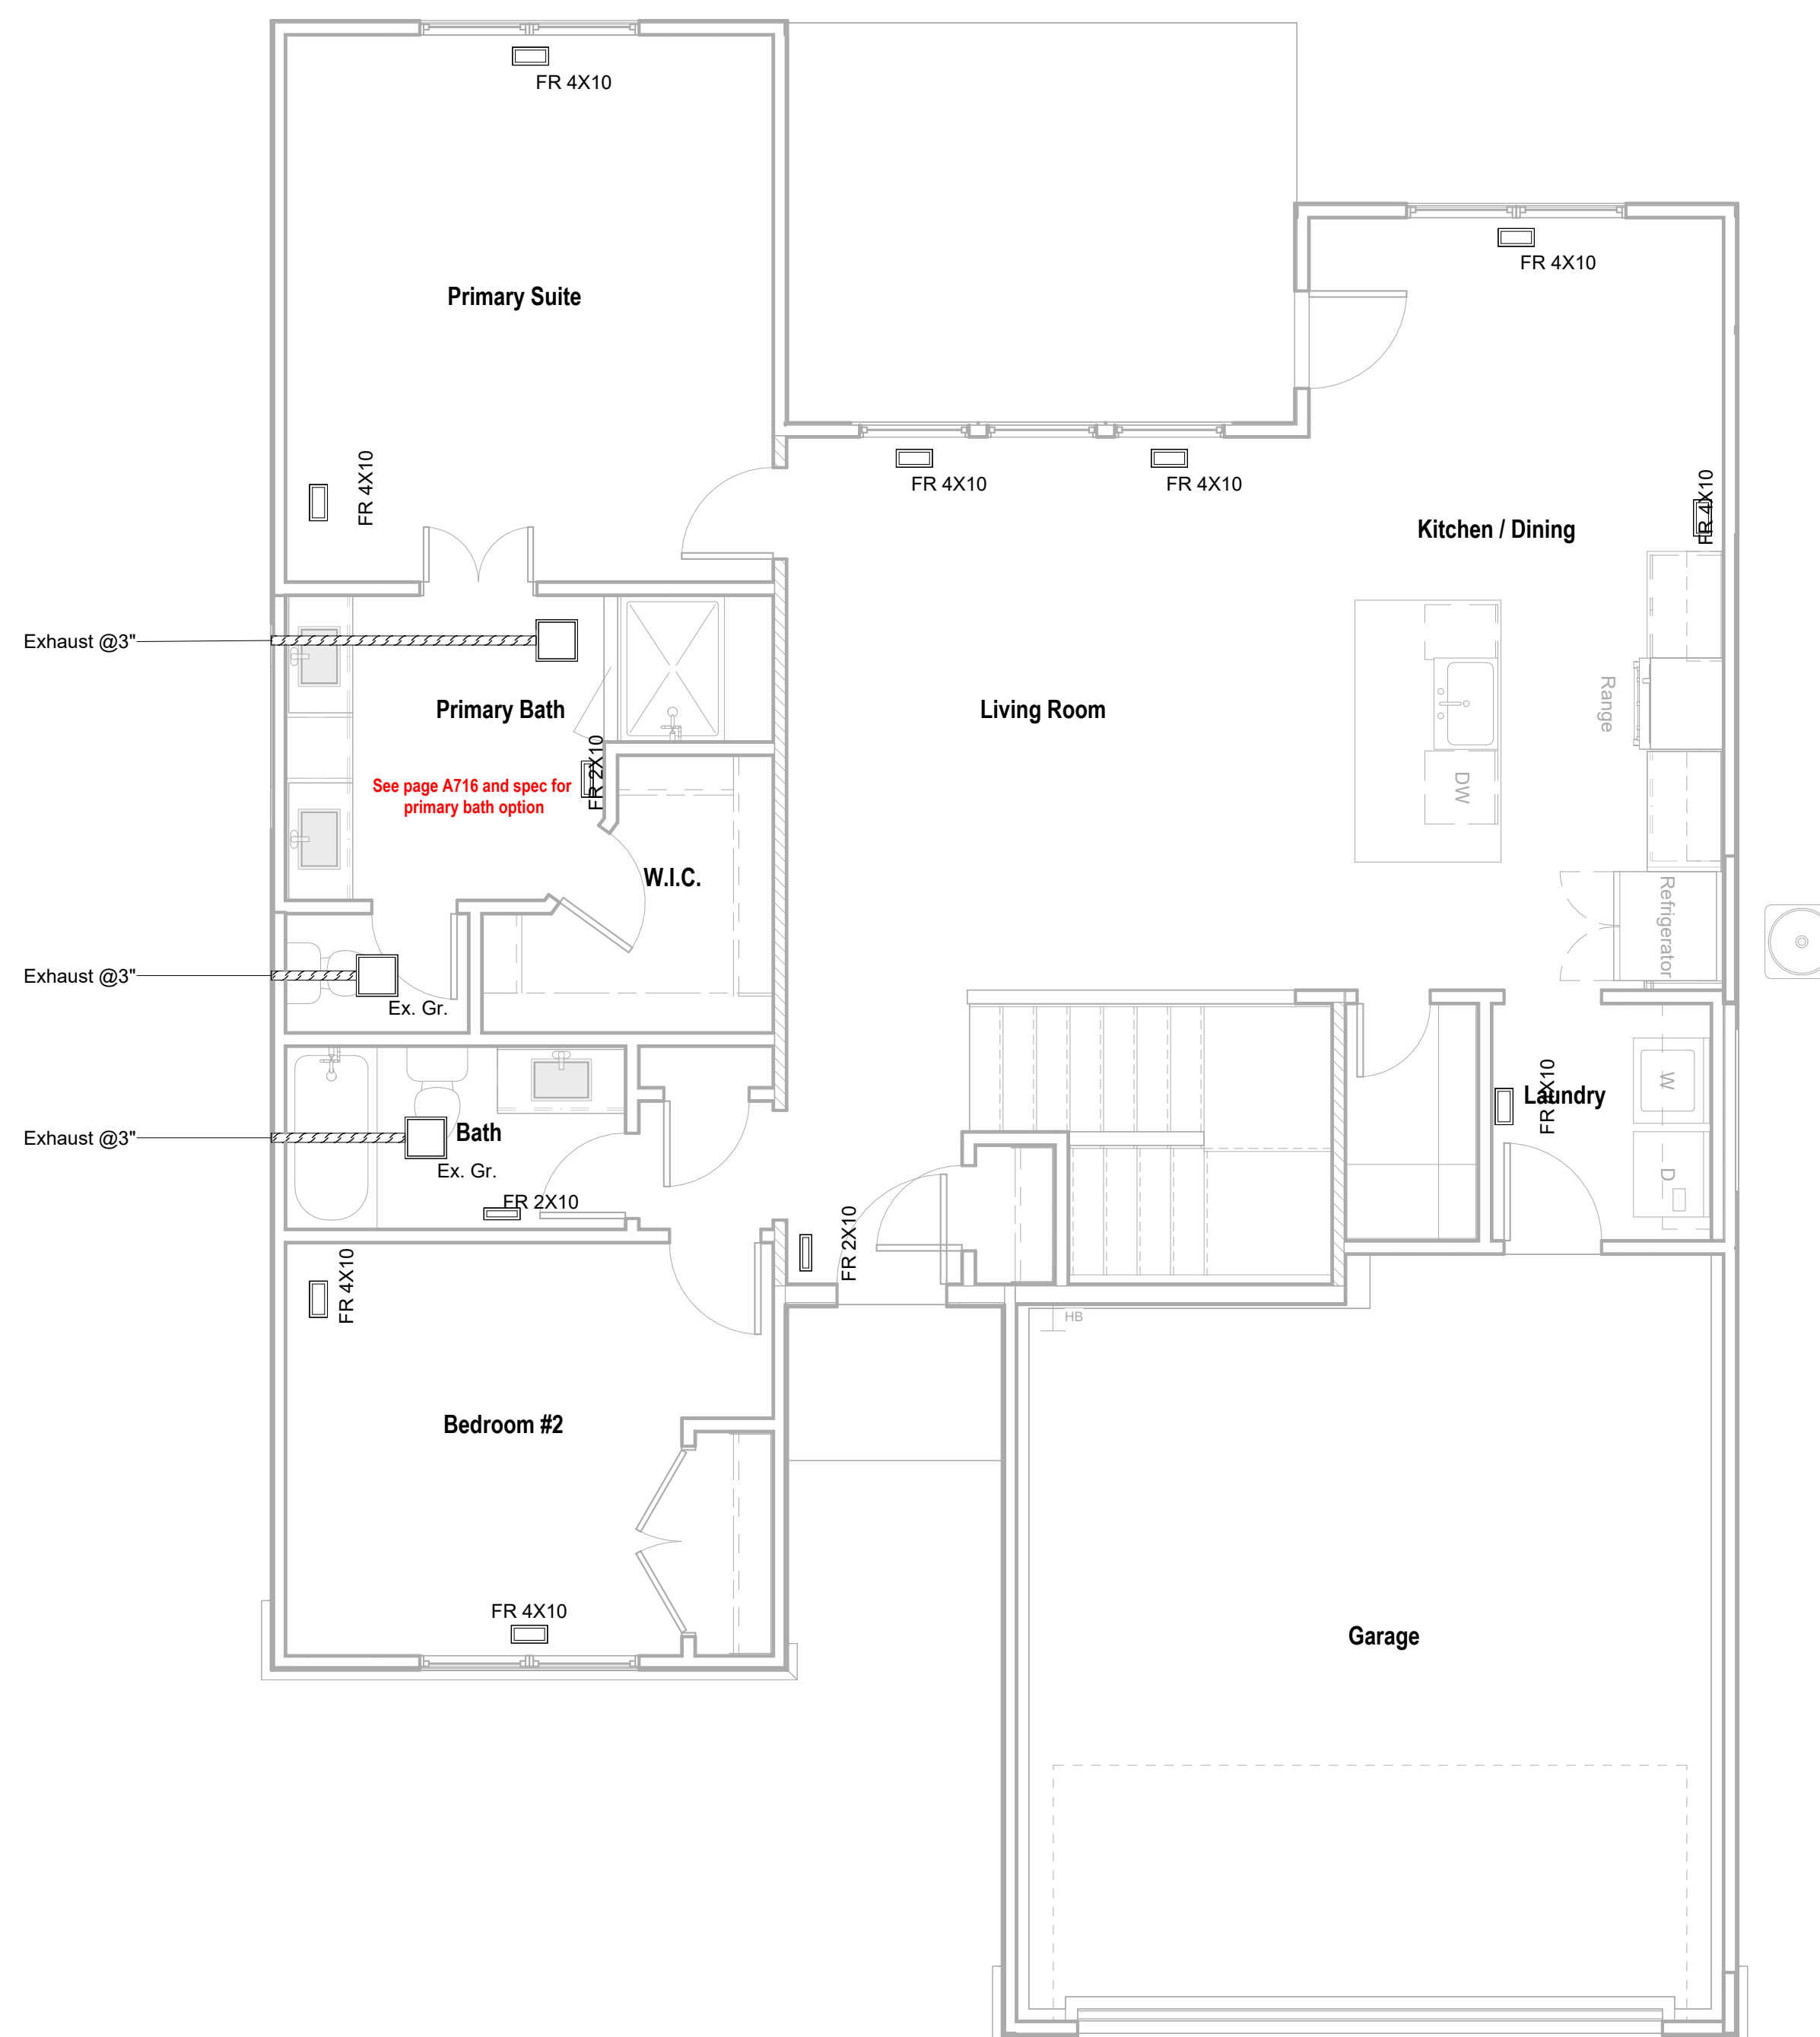 FR 4X10
Primary Suite
FR 4X10
FR 4X10
FR 4X10
FR 4X10
FR 4X10
Kitchen / Dining
FR 4X10
Exhaust @3"
Primary Bath
Living Room
Range
FR 2X10
See page A716 and spec for
primary bath option
DW
W.I.C.
Refrigerator
Exhaust @3"
Ex. Gr.
W
Laundry
Exhaust @3"
Bath
Ex. Gr.
D
FR 2X10
FR 2X10
FR 4X10
HB
Bedroom #2
FR 4X10
Garage